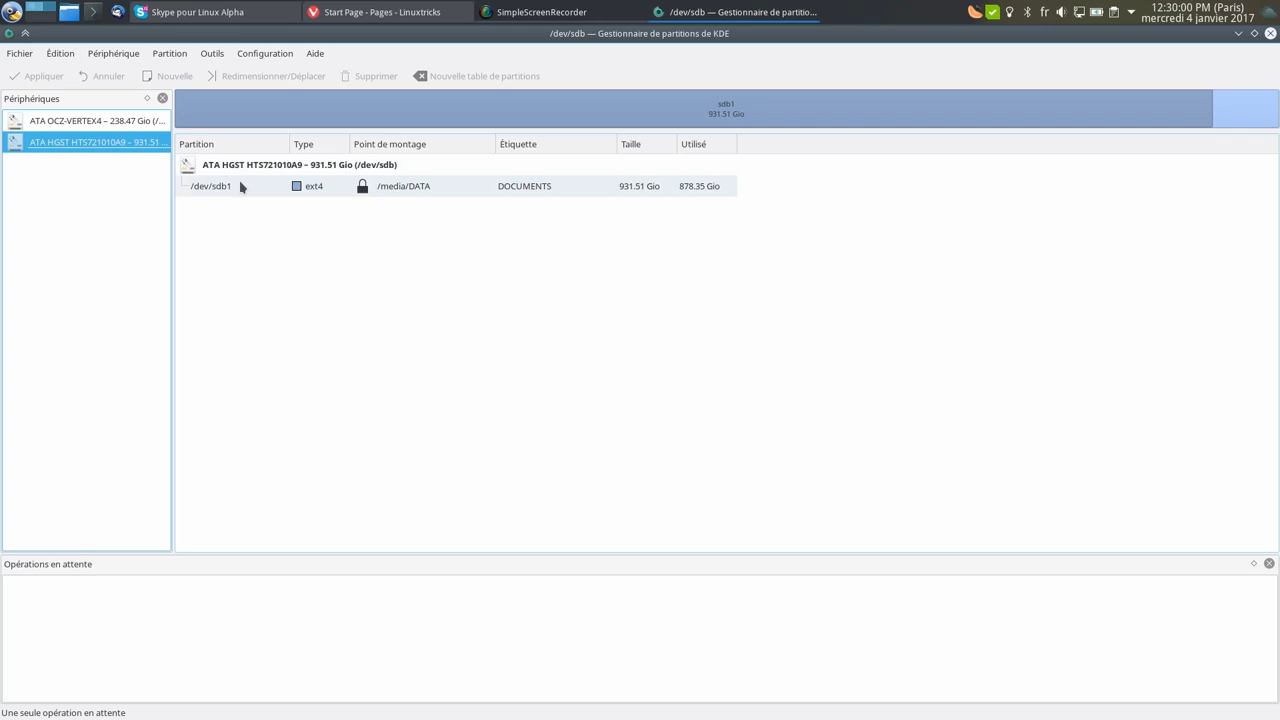 Skype pour Linux Alpha
Start Page - Pages - Linuxtricks
SimpleScreenRecorder
/dev/sdb — Gestionnaire de partitio...
fr
12:30:00 PM (Paris)
mercredi 4 janvier 2017
/dev/sdb — Gestionnaire de partitions de KDE
Fichier Édition Périphérique Partition Outils Configuration Aide
Appliquer Annuler Nouvelle Redimensionner/Déplacer Supprimer Nouvelle table de partitions
Périphériques
ATA OCZ-VERTEX4 – 238.47 Gio (/...
ATA HGST HTS721010A9 – 931.51 ...
sdb1
931.51 Gio
Partition Type Point de montage Étiquette Taille Utilisé
ATA HGST HTS721010A9 – 931.51 Gio (/dev/sdb)
/dev/sdb1 ext4 /media/DATA DOCUMENTS 931.51 Gio 878.35 Gio
Opérations en attente
Une seule opération en attente